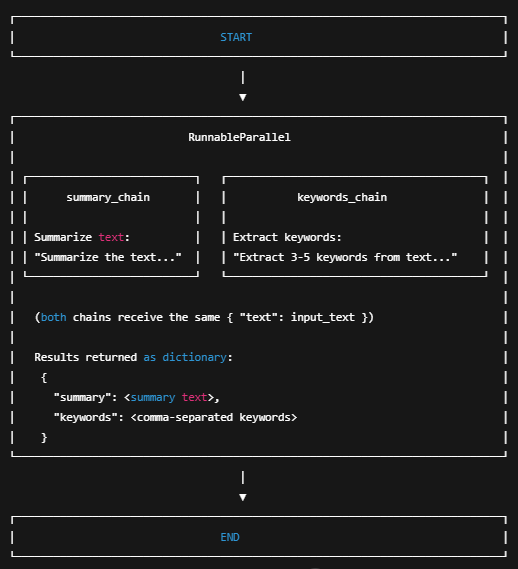 START
▼
RunnableParallel
summary_chain keywords_chain
Summarize text: Extract keywords:
"Summarize the text..." "Extract 3-5 keywords from text..."
(both chains receive the same { "text": input_text })
Results returned as dictionary:
{
"summary": <summary text>,
"keywords": <comma-separated keywords>
}
▼
END